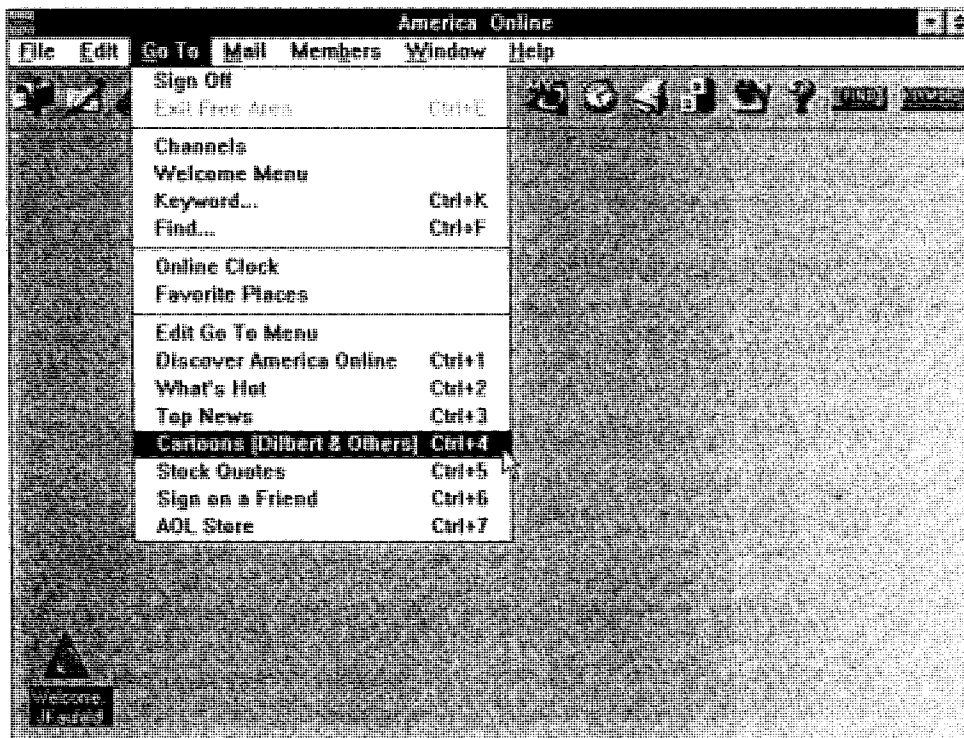 America Online
File Edit Go To Mail Members Window Help
Sign Off
Exit Free Area Ctrl+E
Channels
Welcome Menu
Keyword... Ctrl+K
Find... Ctrl+F
Online Clock
Favorite Places
Edit Go To Menu
Discover America Online Ctrl+1
What's Hot Ctrl+2
Top News Ctrl+3
Cartoons [Dilbert & Others] Ctrl+4
Stock Quotes Ctrl+5
Sign on a Friend Ctrl+6
AOL Store Ctrl+7
Welcome,